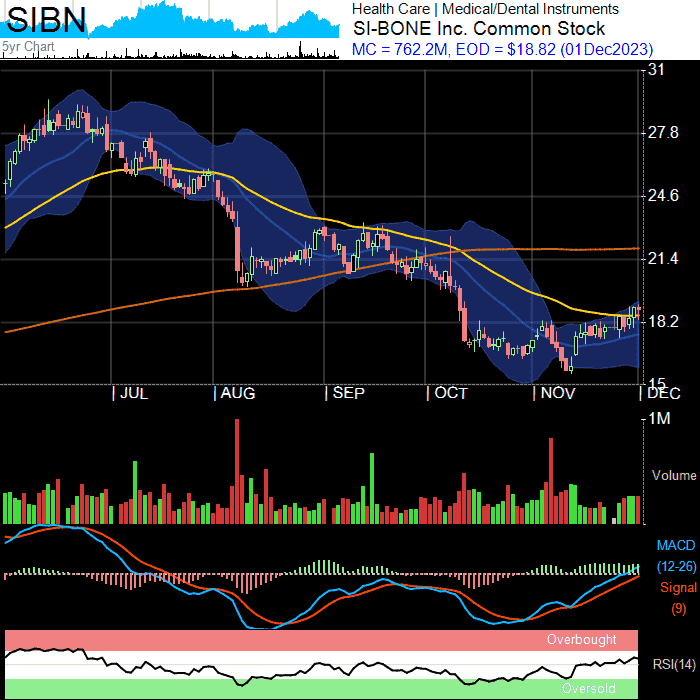 SIBN
Health Care | Medical/Dental Instruments
SI-BONE Inc. Common Stock
5yr Chart
MC = 762.2M, EOD = $18.82 (01Dec2023)
31
27.8
24.6
21.4
18.2
15
| JUL
| AUG
| SEP
| OCT
| NOV
| DEC
1M
Volume
MACD
(12-26)
Signal
(9)
Overbought
RSI(14)
Oversold